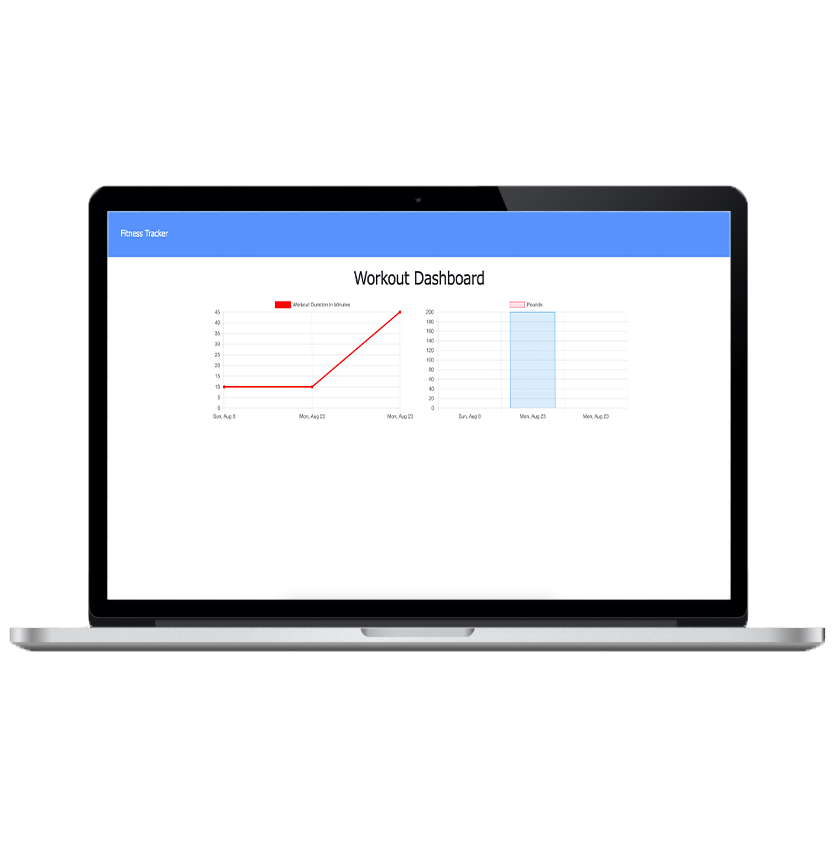 Fitness Tracker
Workout Dashboard
Workout Duration In Minutes
45
40
35
30
25
20
15
10
5
0
Sun, Aug 8
Mon, Aug 23
Mon, Aug 23
Pounds
200
180
160
140
120
100
80
60
40
20
0
Sun, Aug 8
Mon, Aug 23
Mon, Aug 23